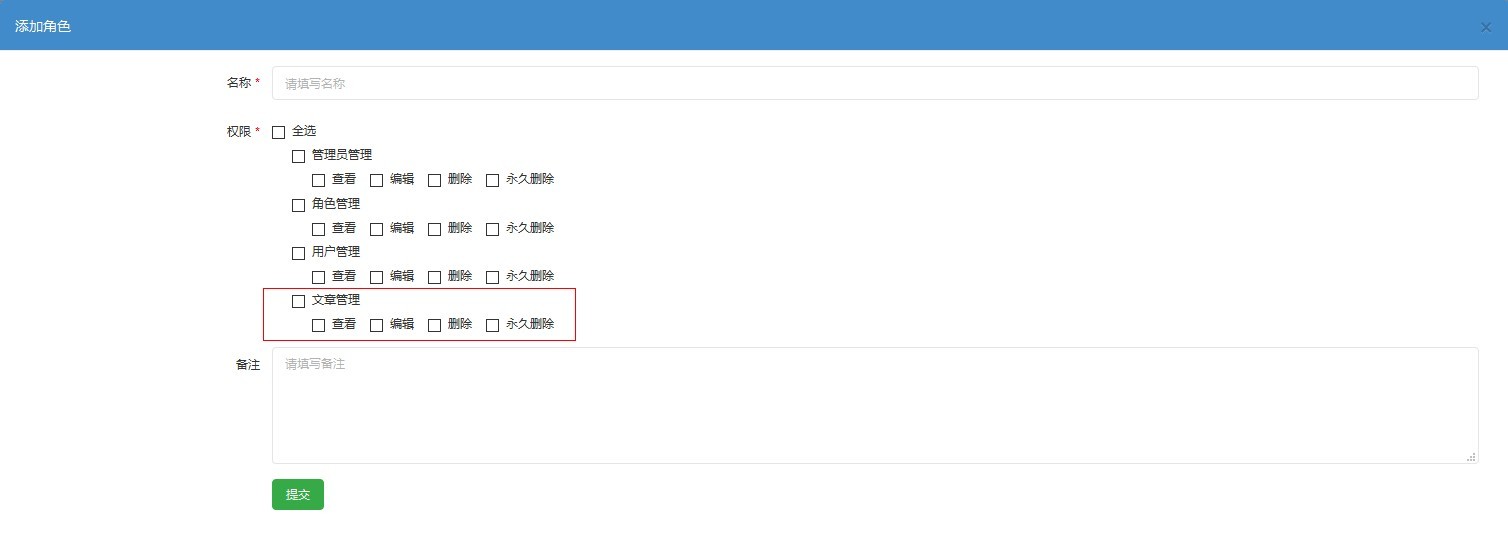 添加角色 ×
名称 * 请填写名称
权限 * 全选
管理员管理
查看 编辑 删除 永久删除
角色管理
查看 编辑 删除 永久删除
用户管理
查看 编辑 删除 永久删除
文章管理
查看 编辑 删除 永久删除
备注 请填写备注
提交